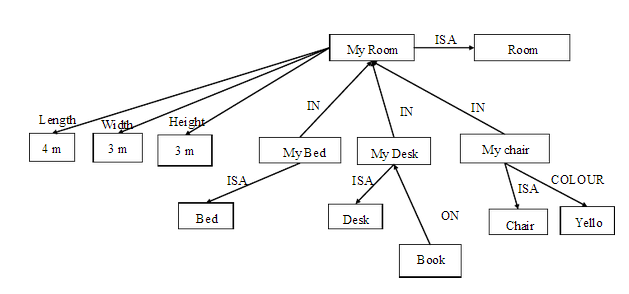 My Room
ISA
Room
Length
Width
Height
IN
IN
IN
4 m
3 m
3 m
My Bed
My Desk
My chair
ISA
ISA
ISA
COLOUR
Bed
Desk
ON
Chair
Yello
Book